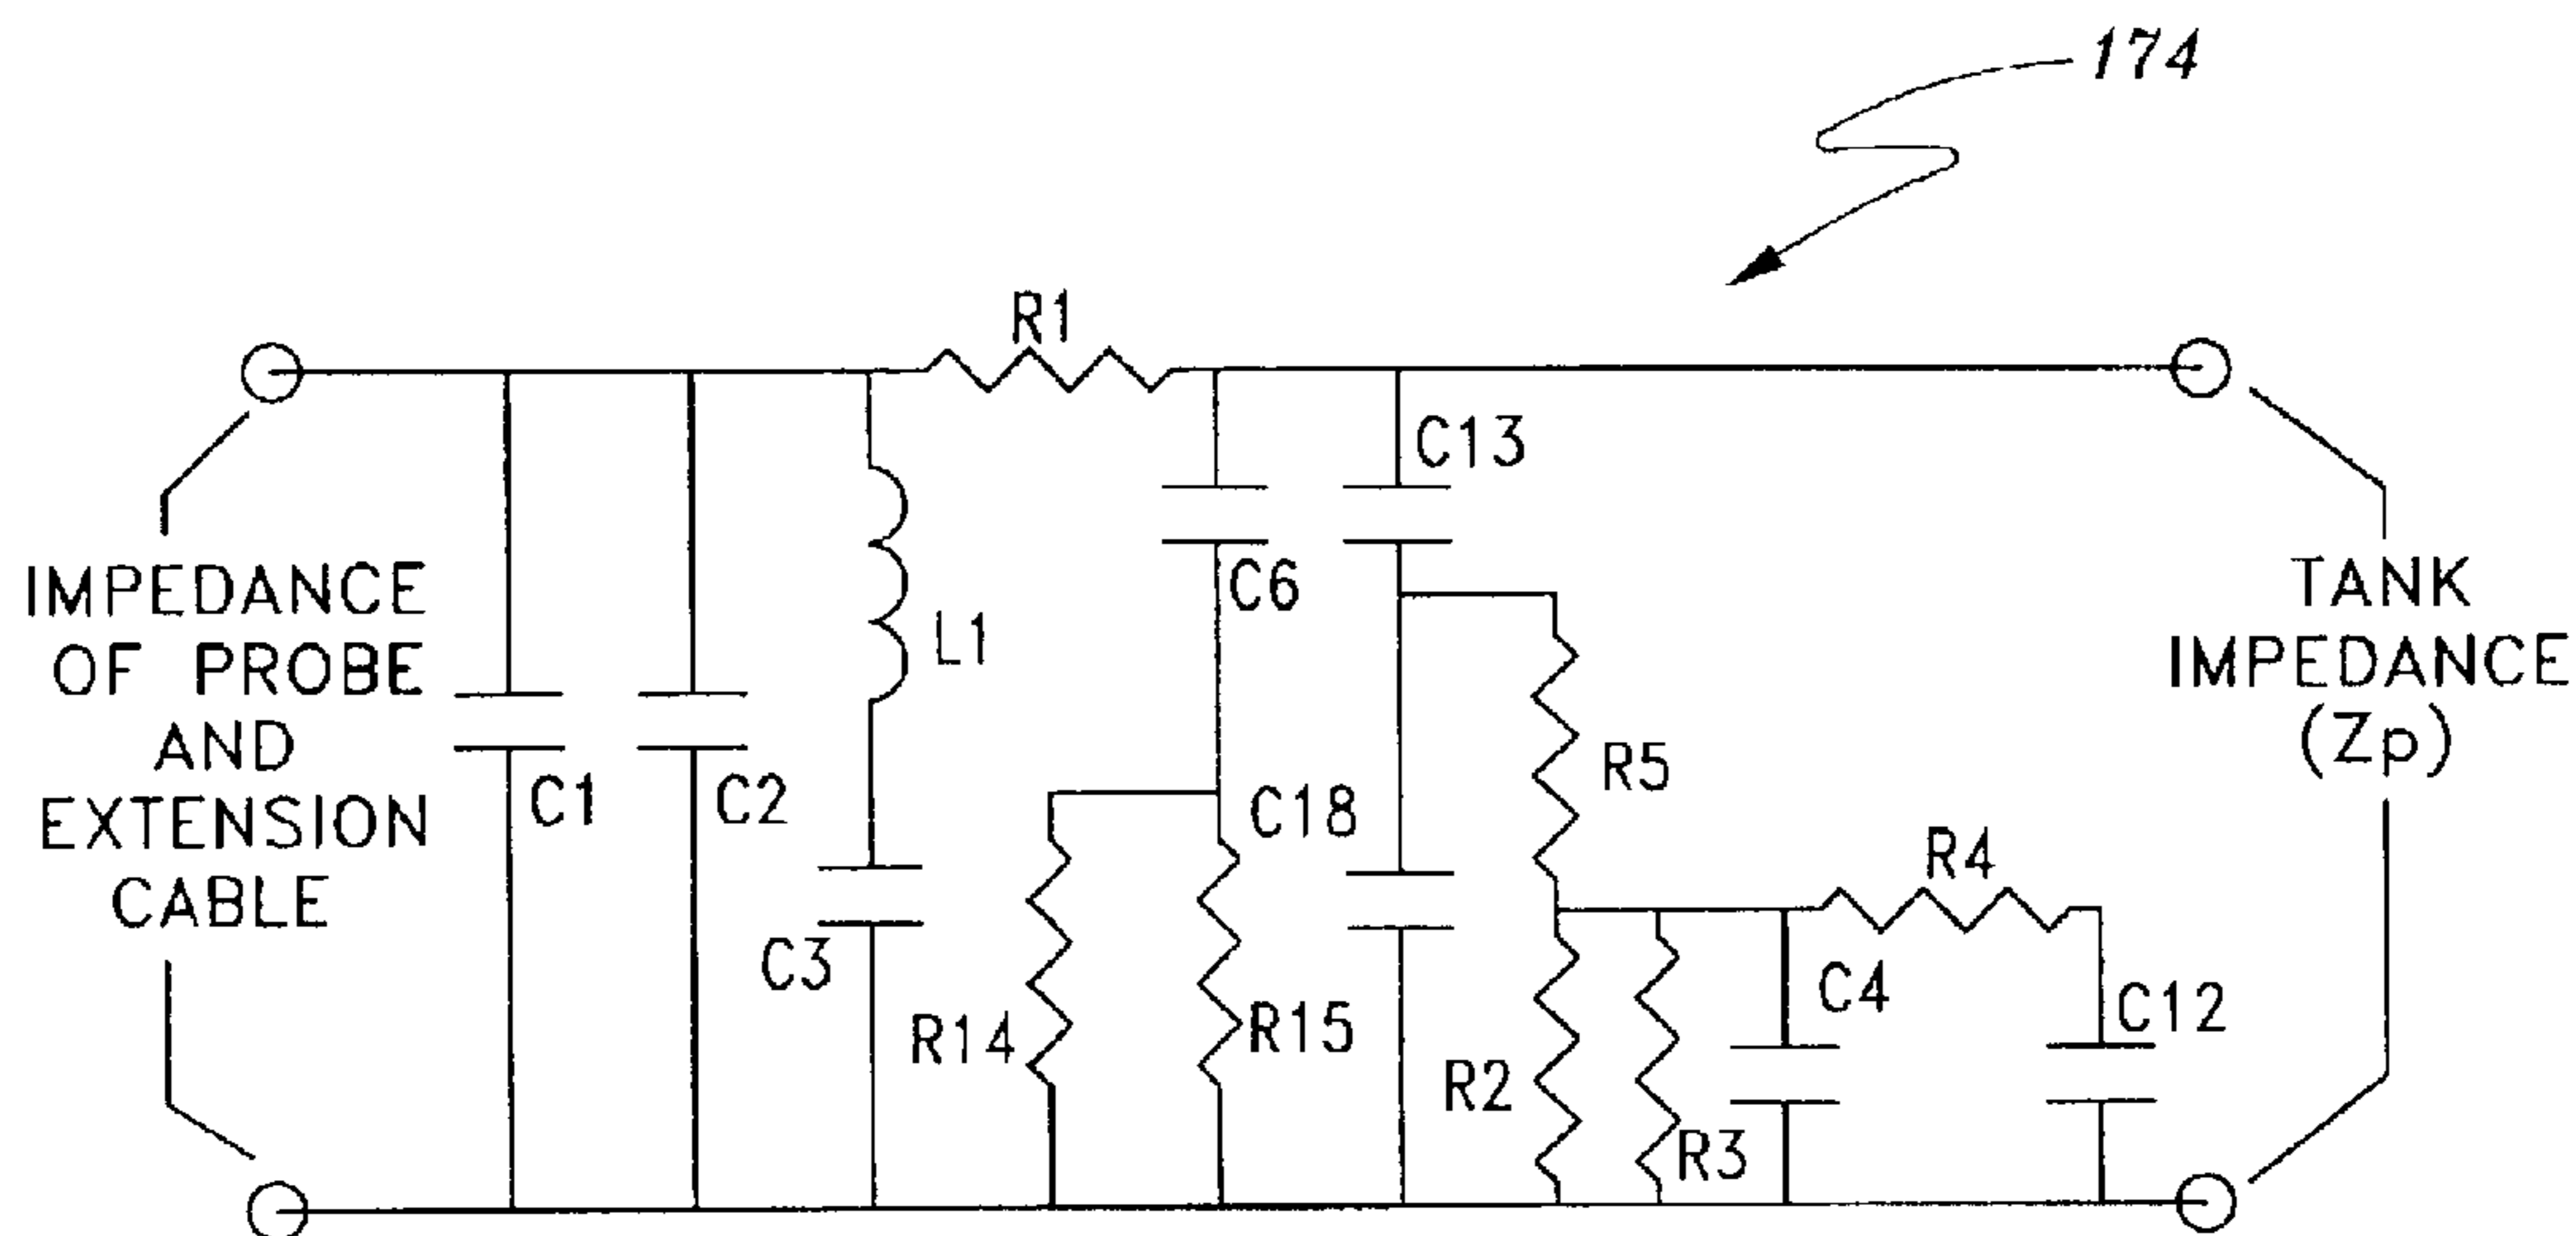 174
R1
C13
C6
IMPEDANCE
OF PROBE
AND
EXTENSION
CABLE
L1
TANK
IMPEDANCE
(Zp)
C1
C2
C18
R5
R4
C3
C4
C12
R14
R15
R2
R3